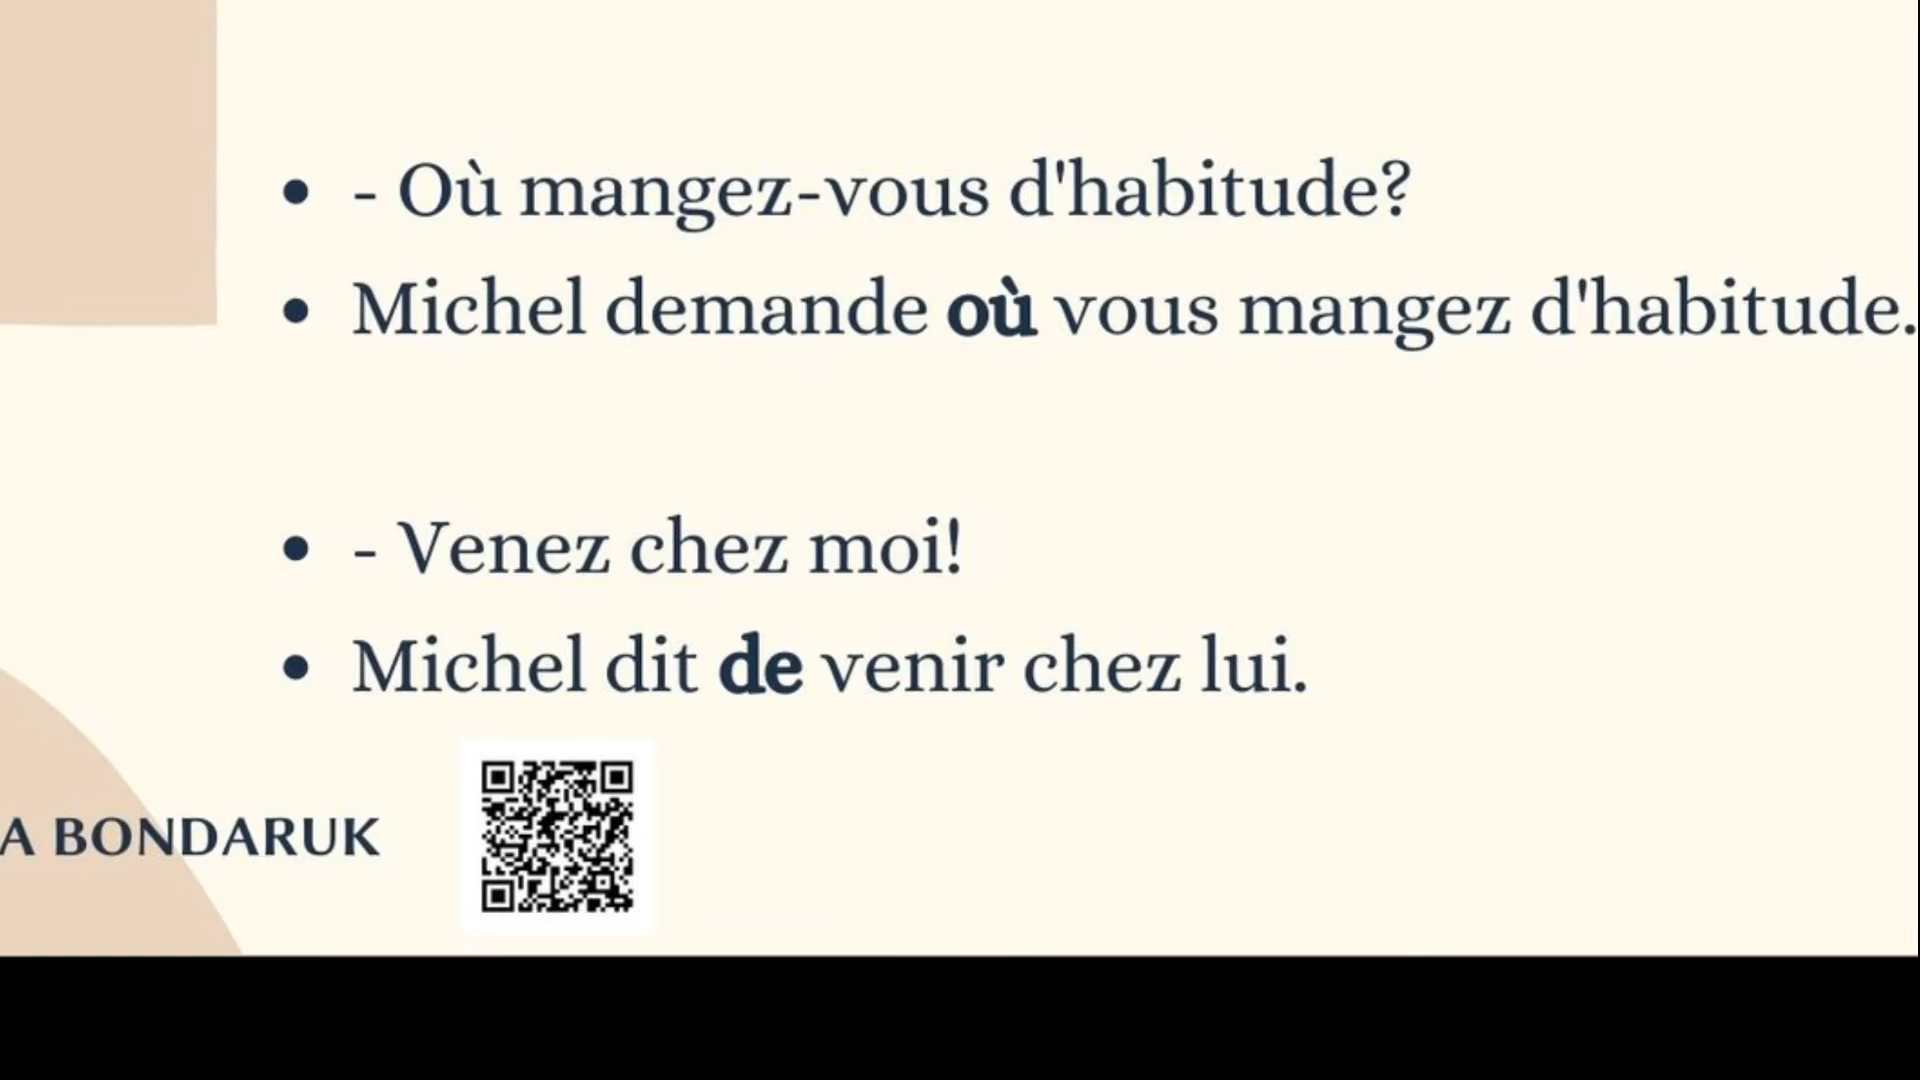 - Où mangez-vous d'habitude?
Michel demande où vous mangez d'habitude.
- Venez chez moi!
Michel dit de venir chez lui.
A BONDARUK